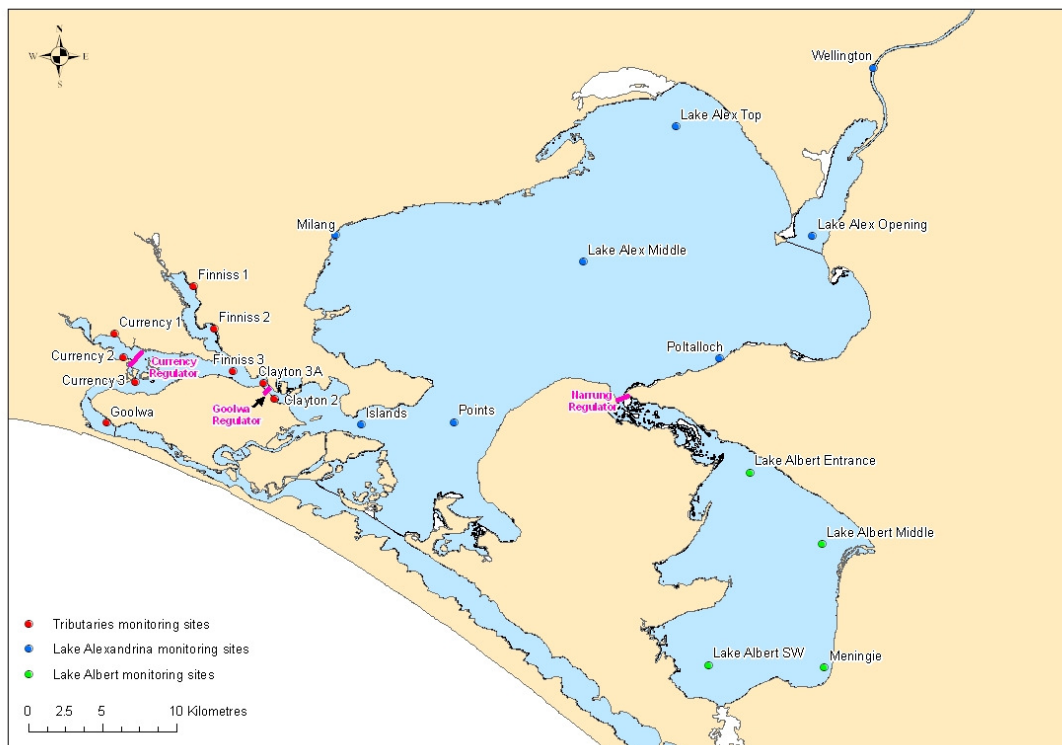 N
W
E
S
Wellington
Lake Alex Top
Milang
Lake Alex Opening
Lake Alex Middle
Finniss 1
Finniss 2
Currency 1
Currency 2
Currency
Regulator
Finniss 3
Currency 3
Clayton 3A
Clayton 2
Goolwa
Regulator
Goolwa
Islands
Points
Poltalloch
Narrung
Regulator
Lake Albert Entrance
Lake Albert Middle
Lake Albert SW
Meningie
Tributaries monitoring sites
Lake Alexandrina monitoring sites
Lake Albert monitoring sites
0 2.5 5 10 Kilometres